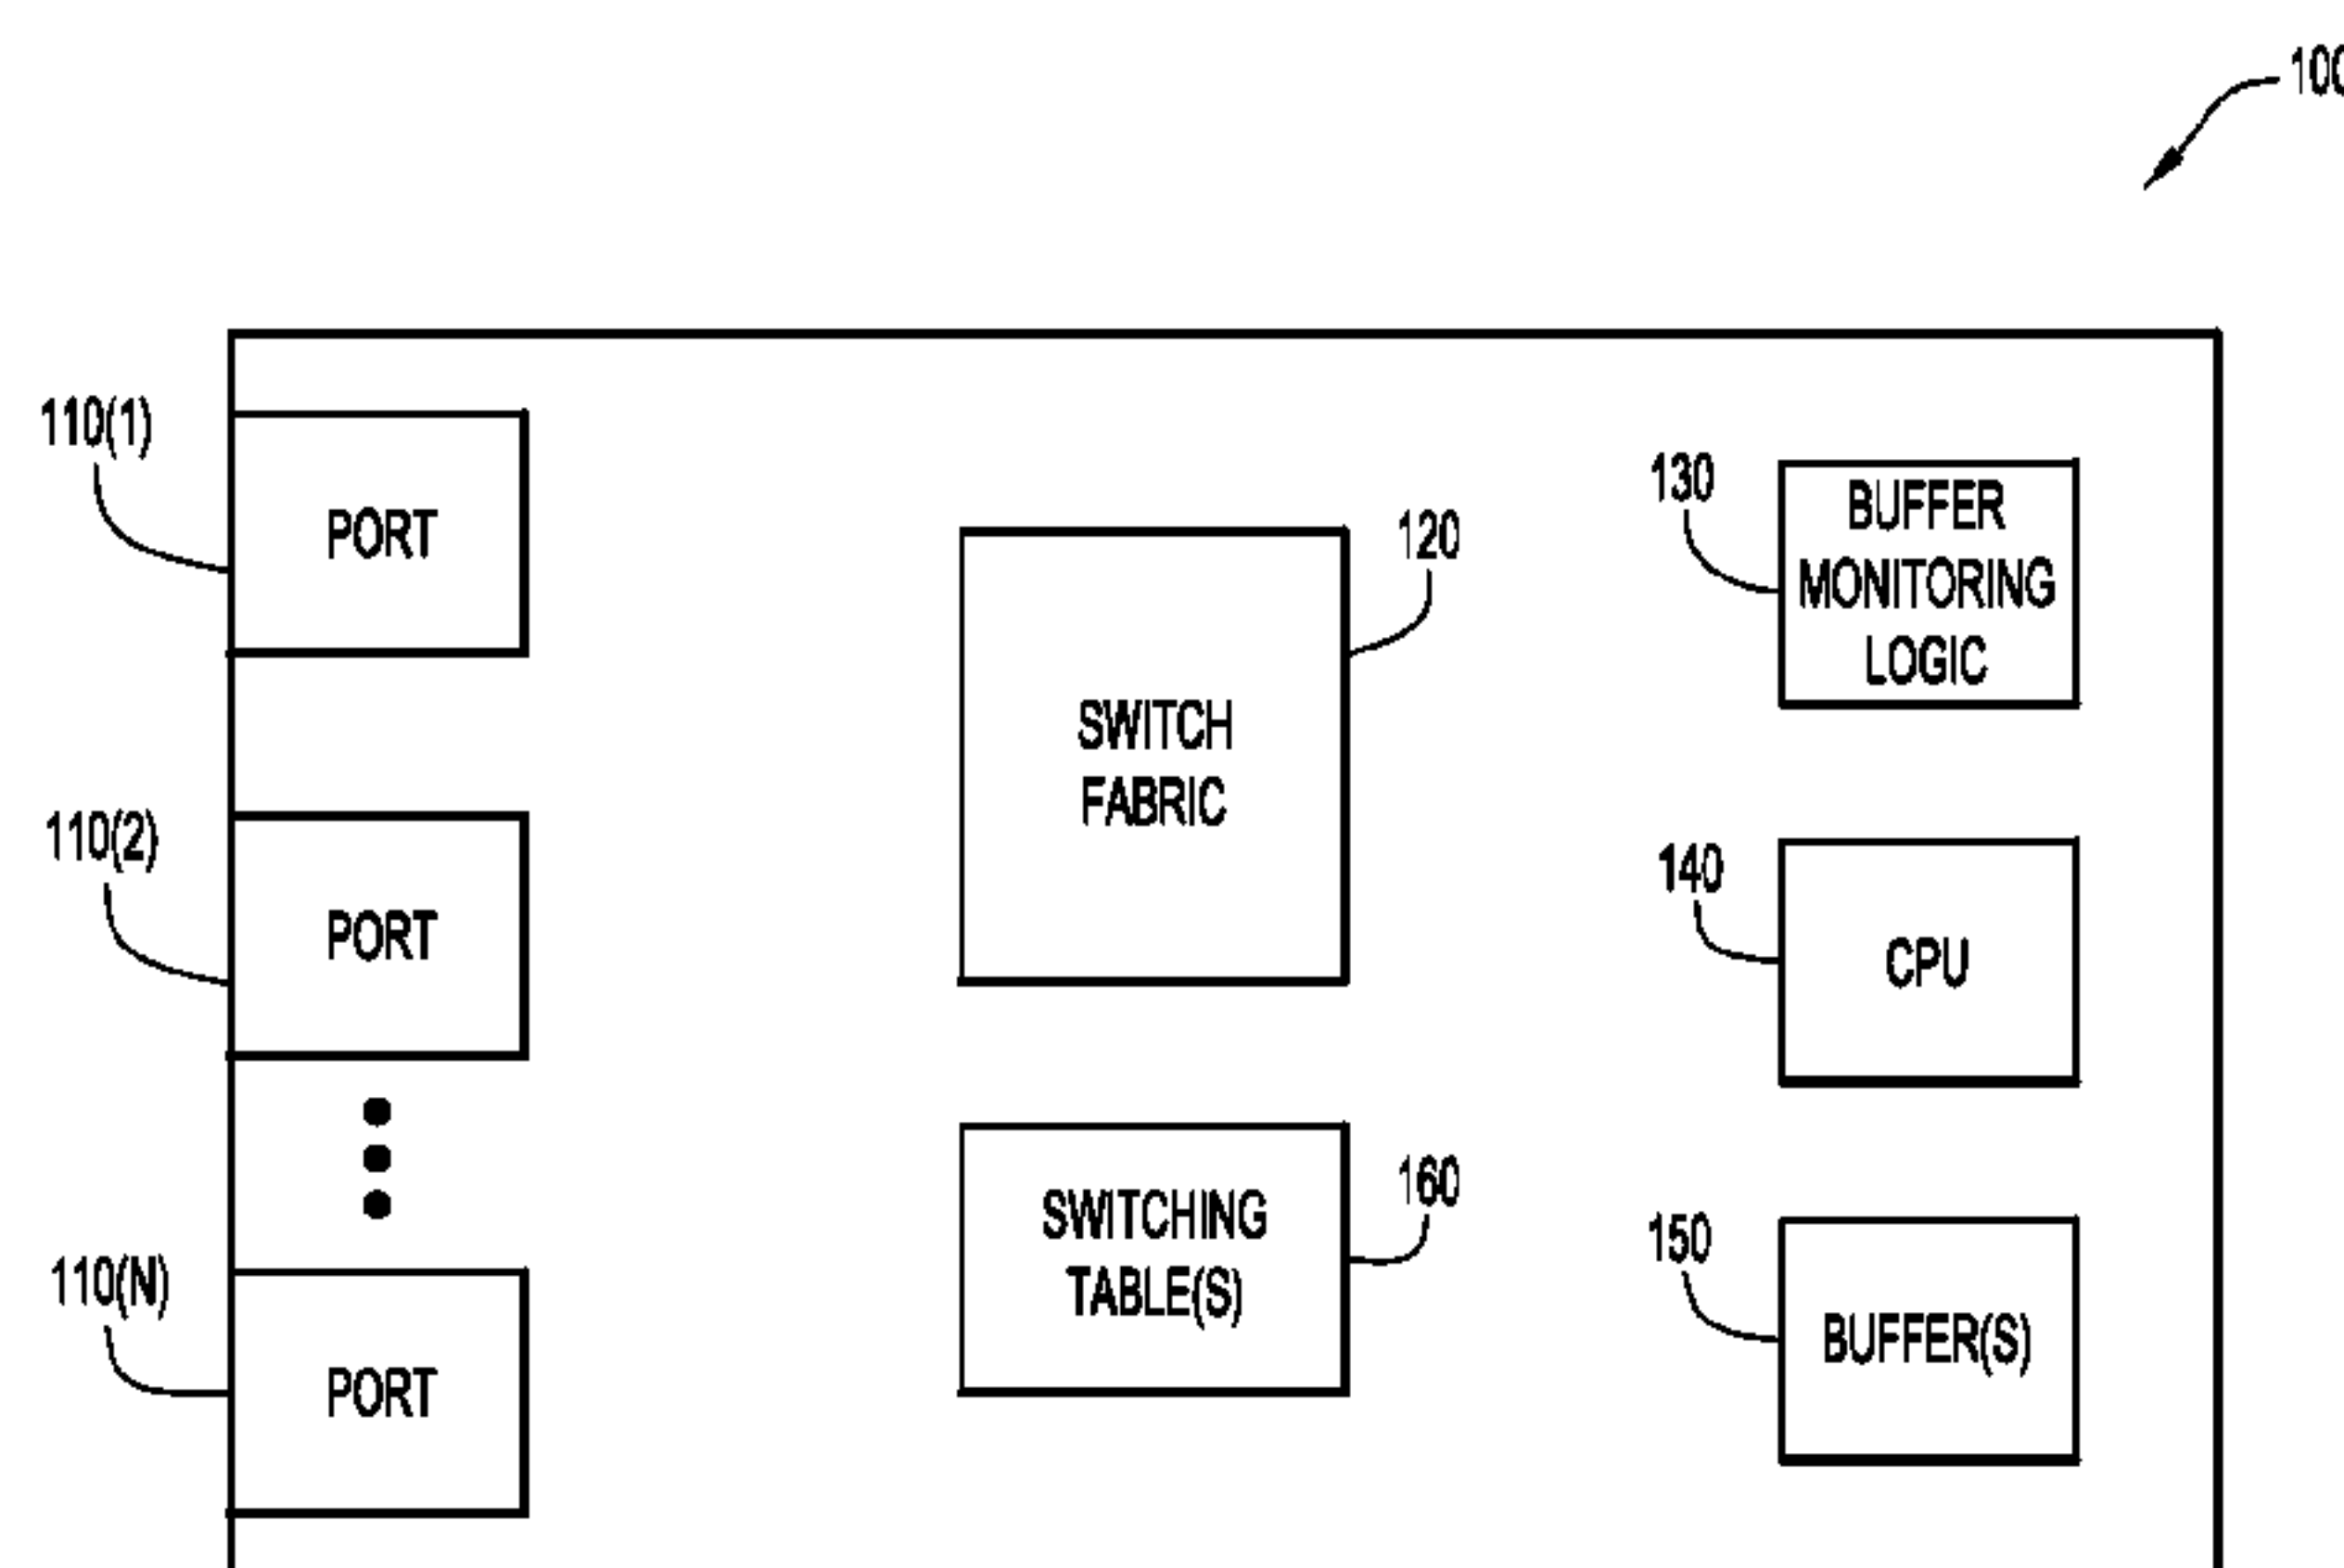 100
110(1)
PORT
130
BUFFER
MONITORING
LOGIC
120
SWITCH
FABRIC
110(2)
PORT
140
CPU
160
SWITCHING
TABLE(S)
150
BUFFER(S)
110(N)
PORT